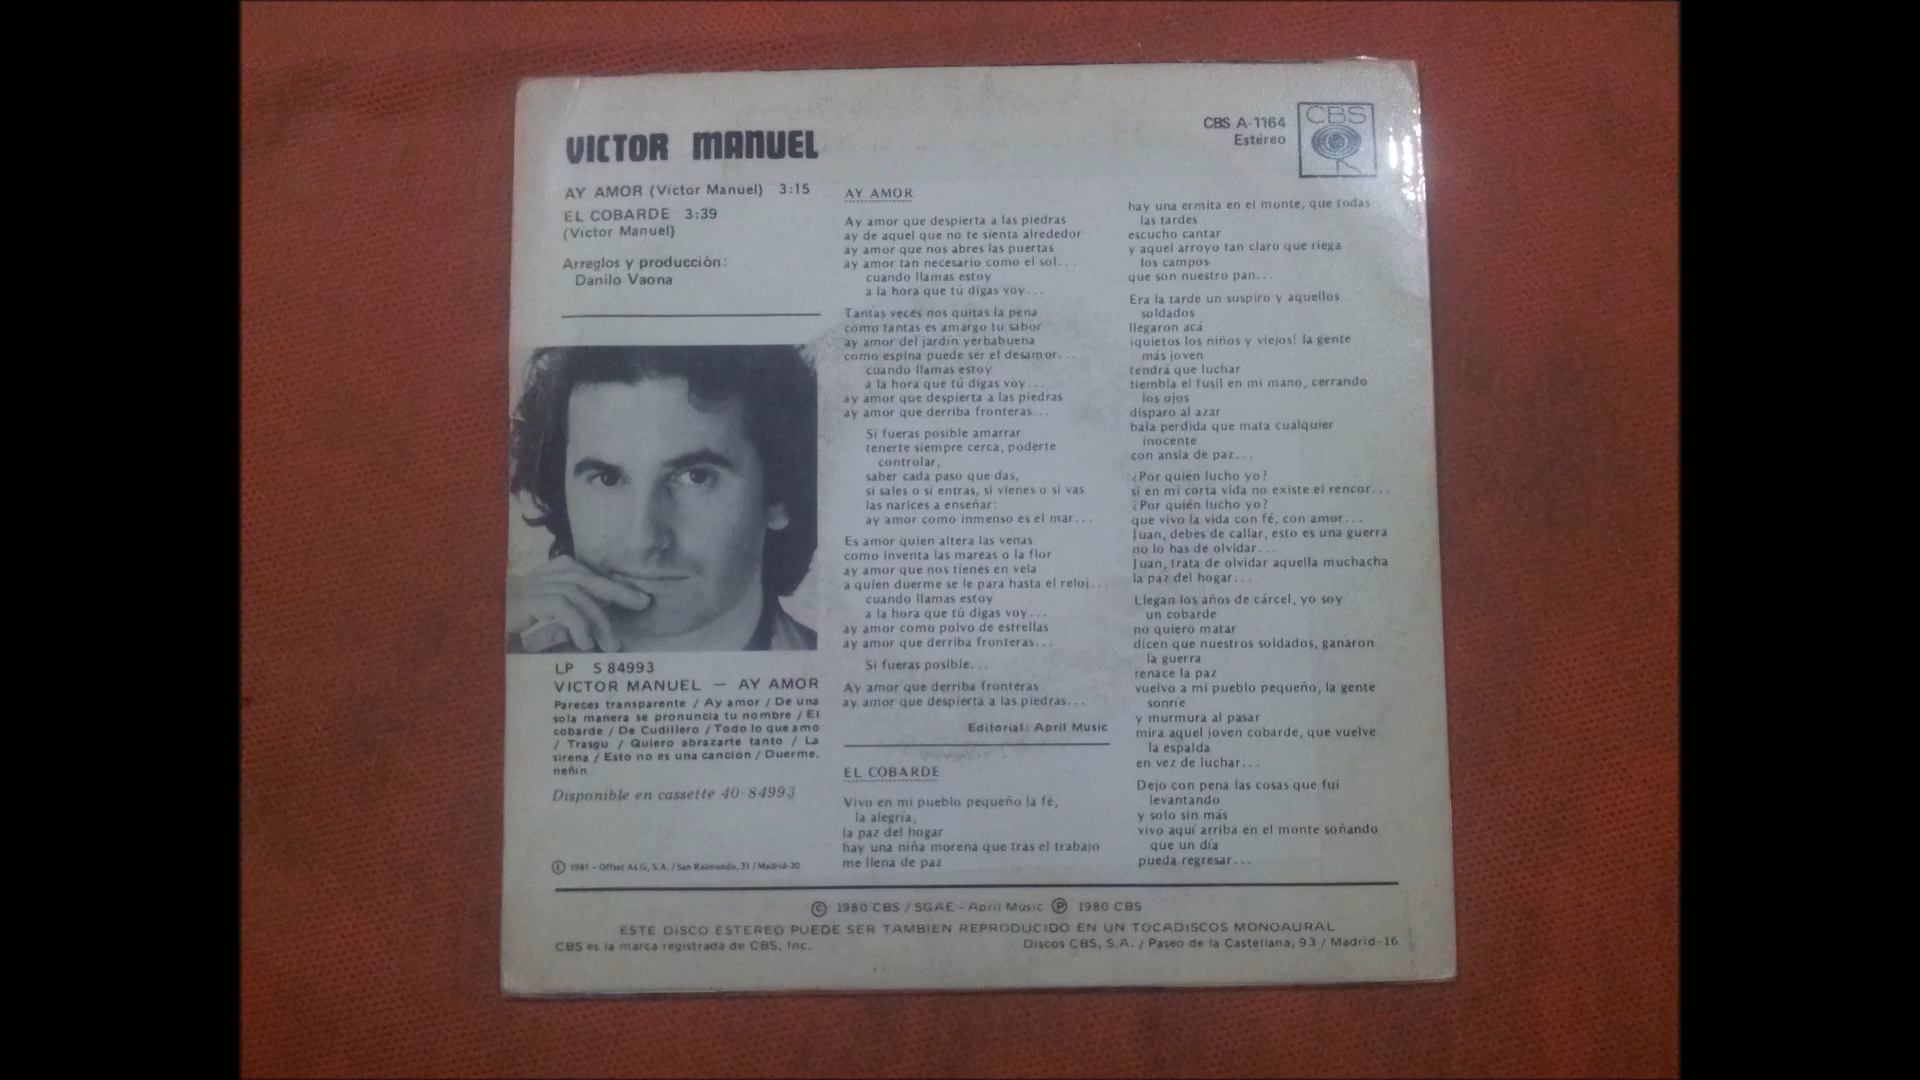 VICTOR MANUEL
CBS A-1164
Estéreo
CBS
AY AMOR (Víctor Manuel) 3:15
EL COBARDE 3:39
(Víctor Manuel)
Arreglos y producción:
Danilo Vaona
LP S 84993
VICTOR MANUEL — AY AMOR
Pareces transparente / Ay amor / De una
sola manera se pronuncia tu nombre / El
cobarde / De Cudillero / Todo lo que amo
/ Trasgu / Quiero abrazarte tanto / La
sirena / Esto no es una canción / Duerme,
neñín
Disponible en cassette 40-84993
Ⓔ 1981 - Offset ALG, S.A. / San Raimundo, 31 / Madrid-20
AY AMOR
Ay amor que despierta a las piedras
ay de aquel que no te sienta alrededor
ay amor que nos abres las puertas
ay amor tan necesario como el sol...
cuando llamas estoy
a la hora que tú digas voy...
Tantas veces nos quitas la pena
como tantas es amargo tu sabor
ay amor del jardín yerbabuena
como espina puede ser el desamor...
cuando llamas estoy
a la hora que tú digas voy...
ay amor que despierta a las piedras
ay amor que derriba fronteras...
Si fueras posible amarrar
tenerte siempre cerca, poderte
controlar,
saber cada paso que das,
si sales o si entras, si vienes o si vas
las narices a enseñar:
ay amor como inmenso es el mar...
Es amor quien altera las venas
como inventa las mareas o la flor
ay amor que nos tienes en vela
a quien duerme se le para hasta el reloj...
cuando llamas estoy
a la hora que tú digas voy...
ay amor como polvo de estrellas
ay amor que derriba fronteras...
Si fueras posible...
Ay amor que derriba fronteras
ay amor que despierta a las piedras...
Editorial: April Music
EL COBARDE
Vivo en mi pueblo pequeño la fé,
la alegría,
la paz del hogar
hay una niña morena que tras el trabajo
me llena de paz
hay una ermita en el monte, que todas
las tardes
escucho cantar
y aquel arroyo tan claro que riega
los campos
que son nuestro pan...
Era la tarde un suspiro y aquellos
soldados
llegaron acá
¡quietos los niños y viejos! la gente
más joven
tendrá que luchar
tiembla el fusil en mi mano, cerrando
los ojos
disparo al azar
bala perdida que mata cualquier
inocente
con ansia de paz...
¿Por quién lucho yo?
si en mi corta vida no existe el rencor...
¿Por quién lucho yo?
que vivo la vida con fé, con amor...
Juan, debes de callar, esto es una guerra
no lo has de olvidar...
Juan, trata de olvidar aquella muchacha
la paz del hogar...
Llegan los años de cárcel, yo soy
un cobarde
no quiero matar
dicen que nuestros soldados, ganaron
la guerra
renace la paz
vuelvo a mi pueblo pequeño, la gente
sonríe
y murmura al pasar
mira aquel joven cobarde, que vuelve
la espalda
en vez de luchar...
Dejo con pena las cosas que fui
levantando
y solo sin más
vivo aquí arriba en el monte soñando
que un día
pueda regresar...
© 1980 CBS / SGAE - April Music Ⓟ 1980 CBS
ESTE DISCO ESTEREO PUEDE SER TAMBIEN REPRODUCIDO EN UN TOCADISCOS MONOAURAL
CBS es la marca registrada de CBS, Inc.
Discos CBS, S.A. / Paseo de la Castellana, 93 / Madrid-16